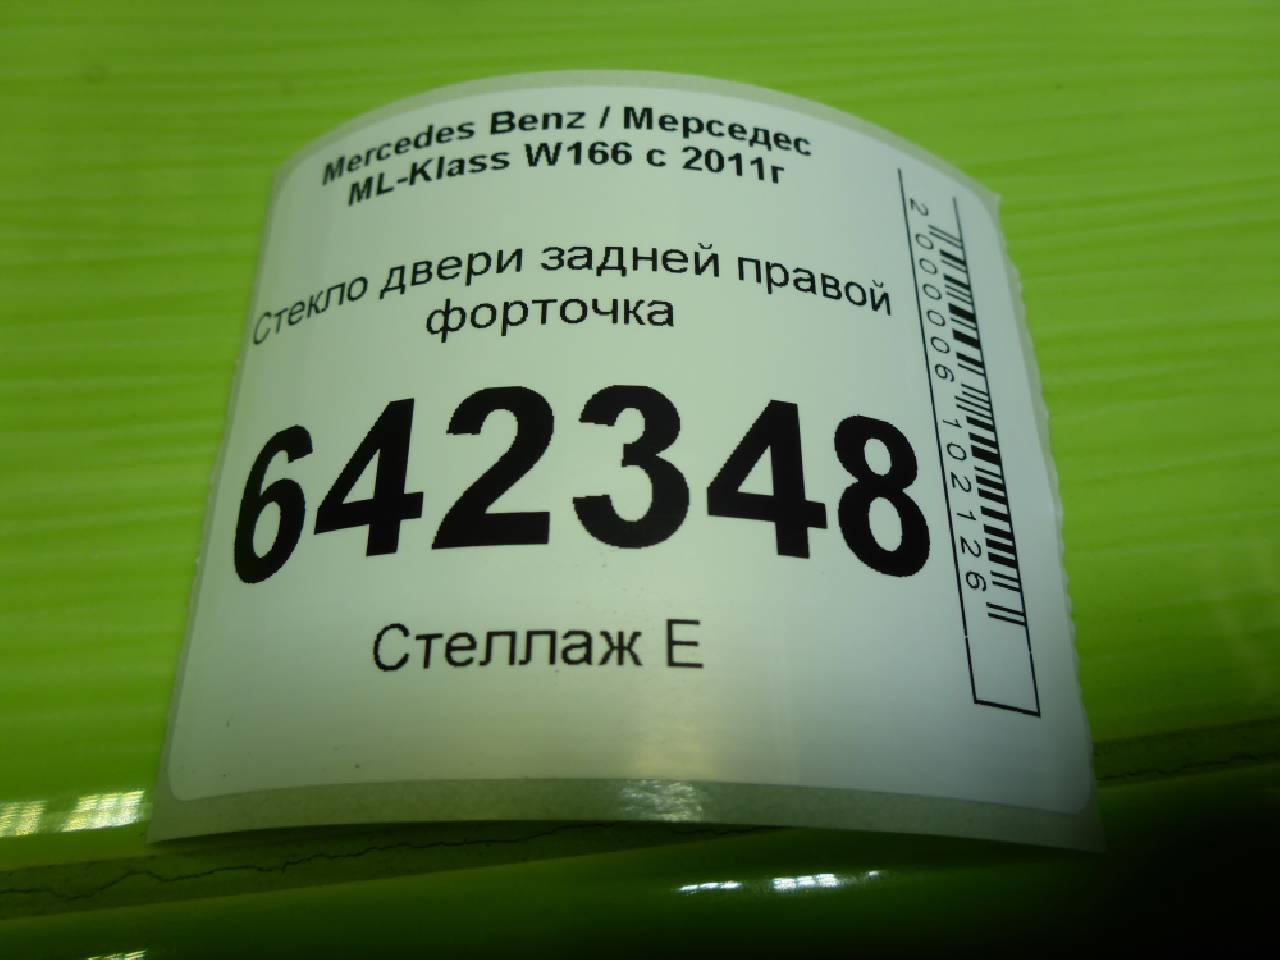 Mercedes Benz / Мерседес
ML-Klass W166 с 2011г
Стекло двери задней правой
форточка
642348
Стеллаж Е
2000006102126